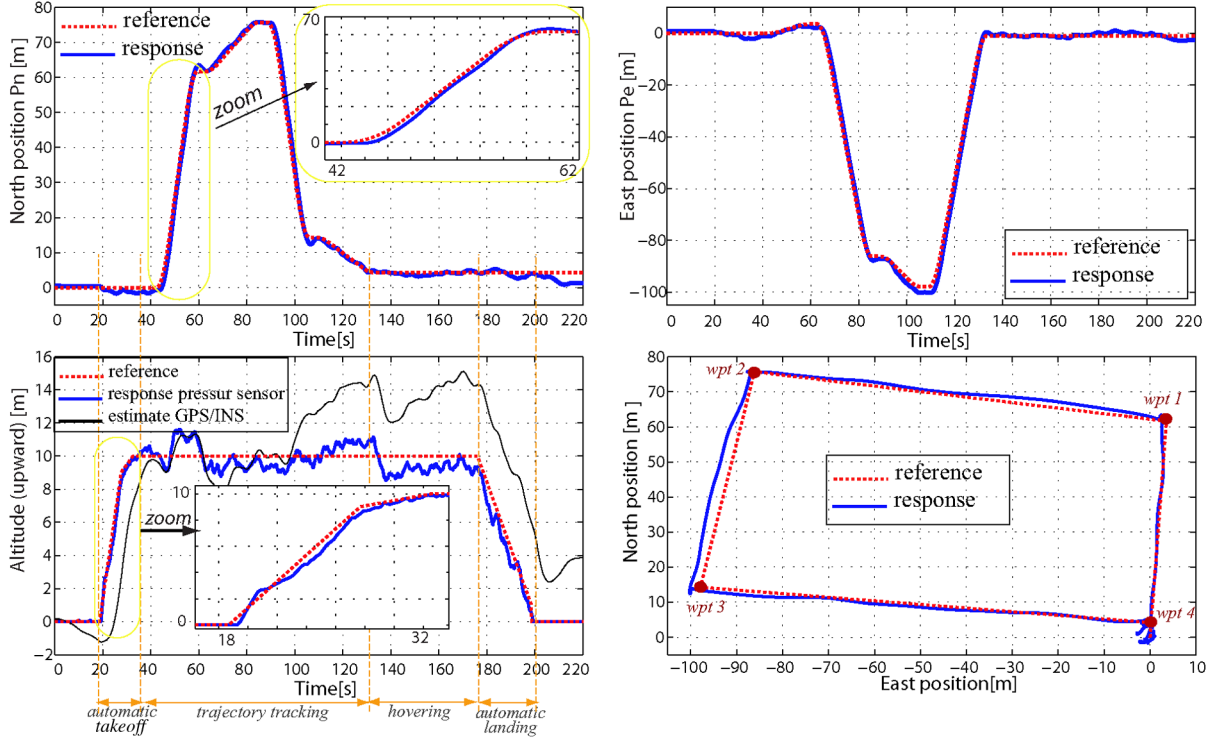 North position Pn [m]
80
70
60
50
40
30
20
10
0
reference
response
zoom
70
0
42
62
0 20 40 60 80 100 120 140 160 180 200 220
Time[s]
East position Pe [m]
0
−20
−40
−60
−80
−100
reference
response
0 20 40 60 80 100 120 140 160 180 200 220
Time[s]
Altitude (upward) [m]
16
14
12
10
8
6
4
2
0
−2
reference
response pressur sensor
estimate GPS/INS
zoom
10
0
18
32
0 20 40 60 80 100 120 140 160 180 200 220
Time[s]
automatic
takeoff
trajectory tracking
hovering
automatic
landing
North position [m]
80
70
60
50
40
30
20
10
0
wpt 2
wpt 1
reference
response
wpt 3
wpt 4
−100 −90 −80 −70 −60 −50 −40 −30 −20 −10 0 10
East position[m]